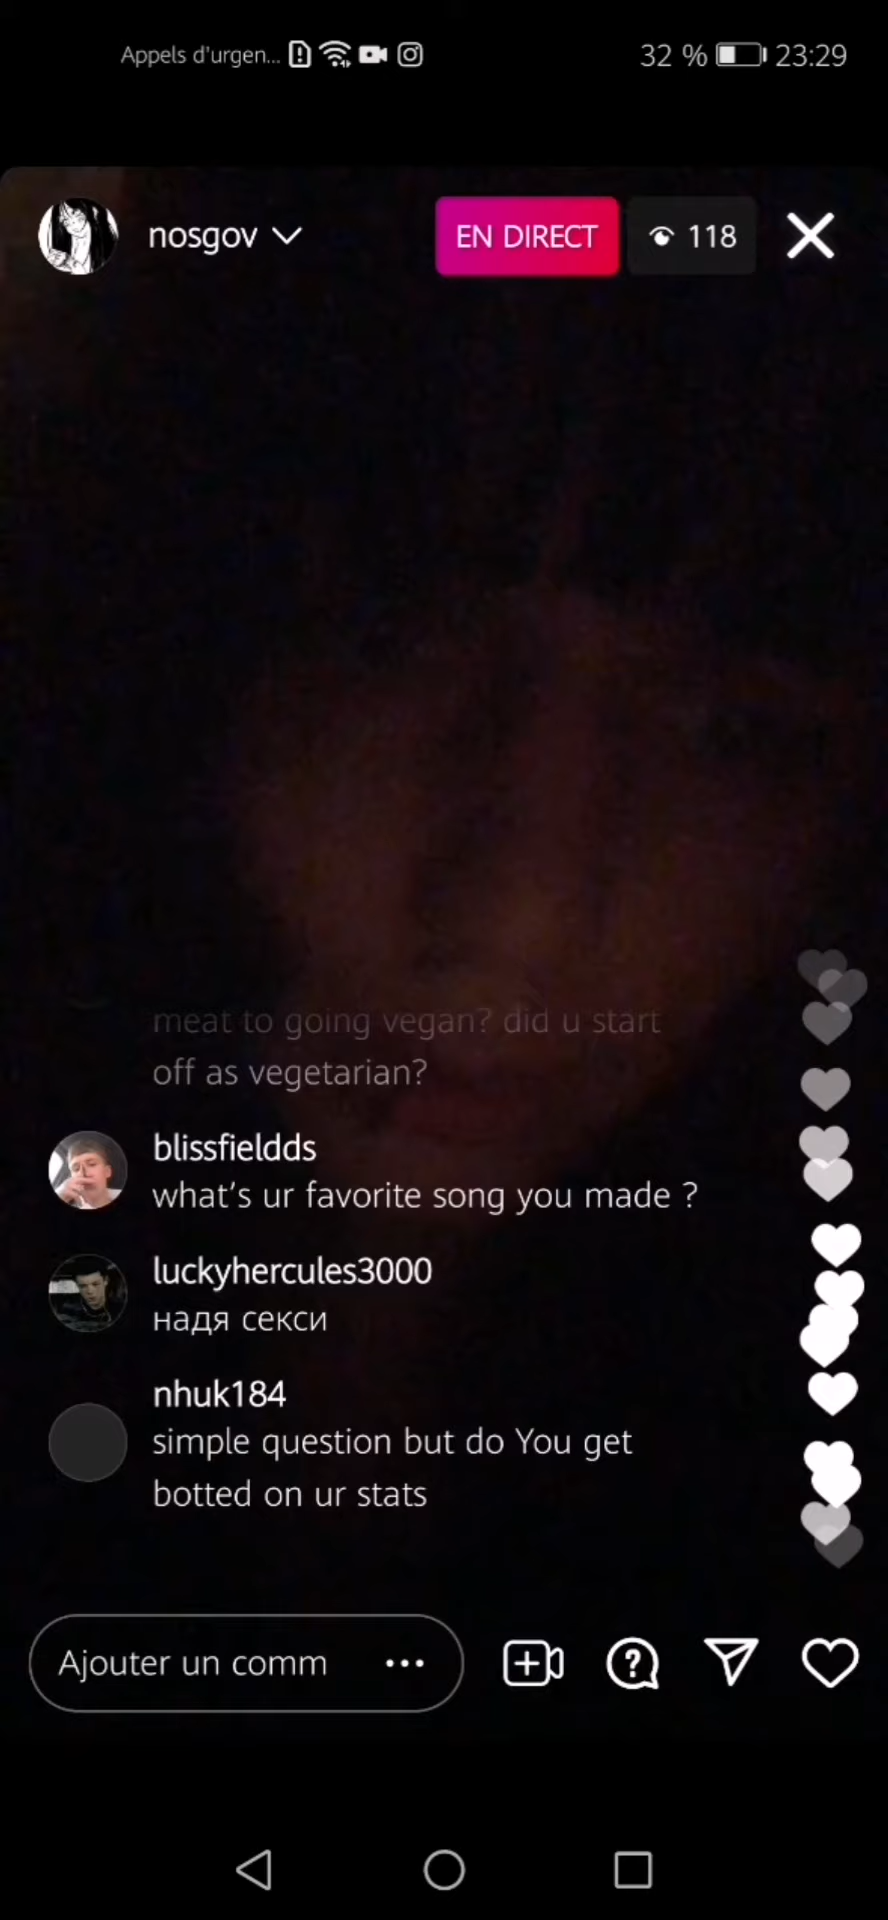 Appels d'urgen...
32 %
23:29
nosgov
EN DIRECT
118
meat to going vegan? did u start
off as vegetarian?
blissfieldds
what’s ur favorite song you made ?
luckyhercules3000
надя секси
nhuk184
simple question but do You get
botted on ur stats
Ajouter un comm